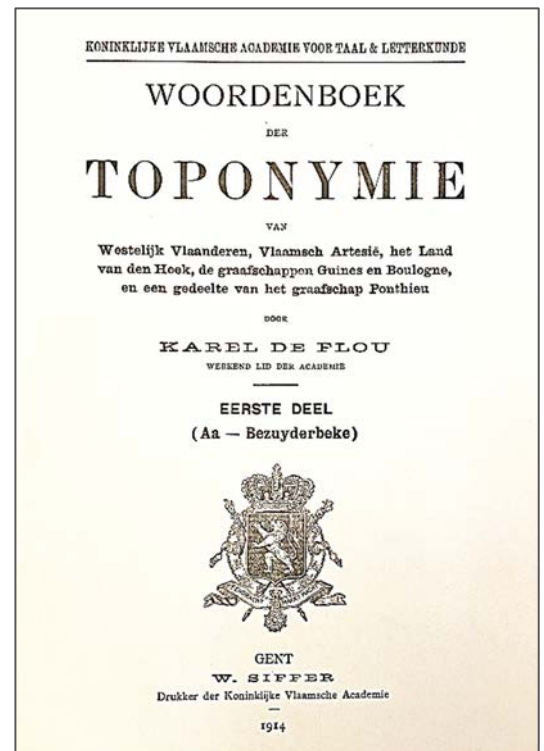 KONINKLIJKE VLAAMSCHE ACADEMIE VOOR TAAL & LETTERKUNDE
WOORDENBOEK
DER
TOPONYMIE
VAN
Westelijk Vlaanderen, Vlaamsch Artesië, het Land
van den Hoek, de graafschappen Guines en Boulogne,
en een gedeelte van het graafschap Ponthieu
DOOR
KAREL DE FLOU
WERKEND LID DER ACADEMIE
EERSTE DEEL
(Aa — Bezuyderbeke)
GENT
W. SIFFER
Drukker der Koninklijke Vlaamsche Academie
1914